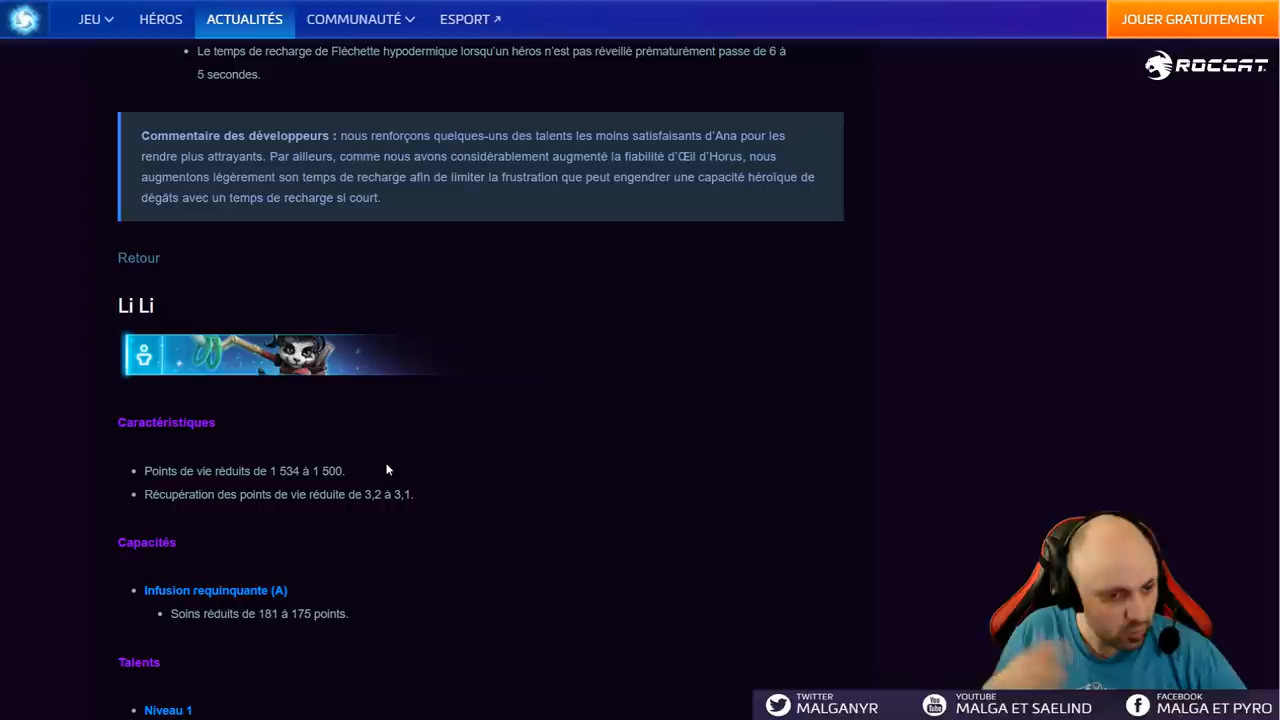 JEU HÉROS ACTUALITÉS COMMUNAUTÉ ESPORT JOUER GRATUITEMENT
Le temps de recharge de Fléchette hypodermique lorsqu'un héros n'est pas réveillé prématurément passe de 6 à
5 secondes.
ROCCAT
Commentaire des développeurs : nous renforçons quelques-uns des talents les moins satisfaisants d'Ana pour les
rendre plus attrayants. Par ailleurs, comme nous avons considérablement augmenté la fiabilité d'Œil d'Horus, nous
augmentons légèrement son temps de recharge afin de limiter la frustration que peut engendrer une capacité héroïque de
dégâts avec un temps de recharge si court.
Retour
Li Li
Caractéristiques
Points de vie réduits de 1 534 à 1 500.
Récupération des points de vie réduite de 3,2 à 3,1.
Capacités
Infusion requinquante (A)
Soins réduits de 181 à 175 points.
Talents
Niveau 1
TWITTER
MALGANYR
YOUTUBE
MALGA ET SAELIND
FACEBOOK
MALGA ET PYRO